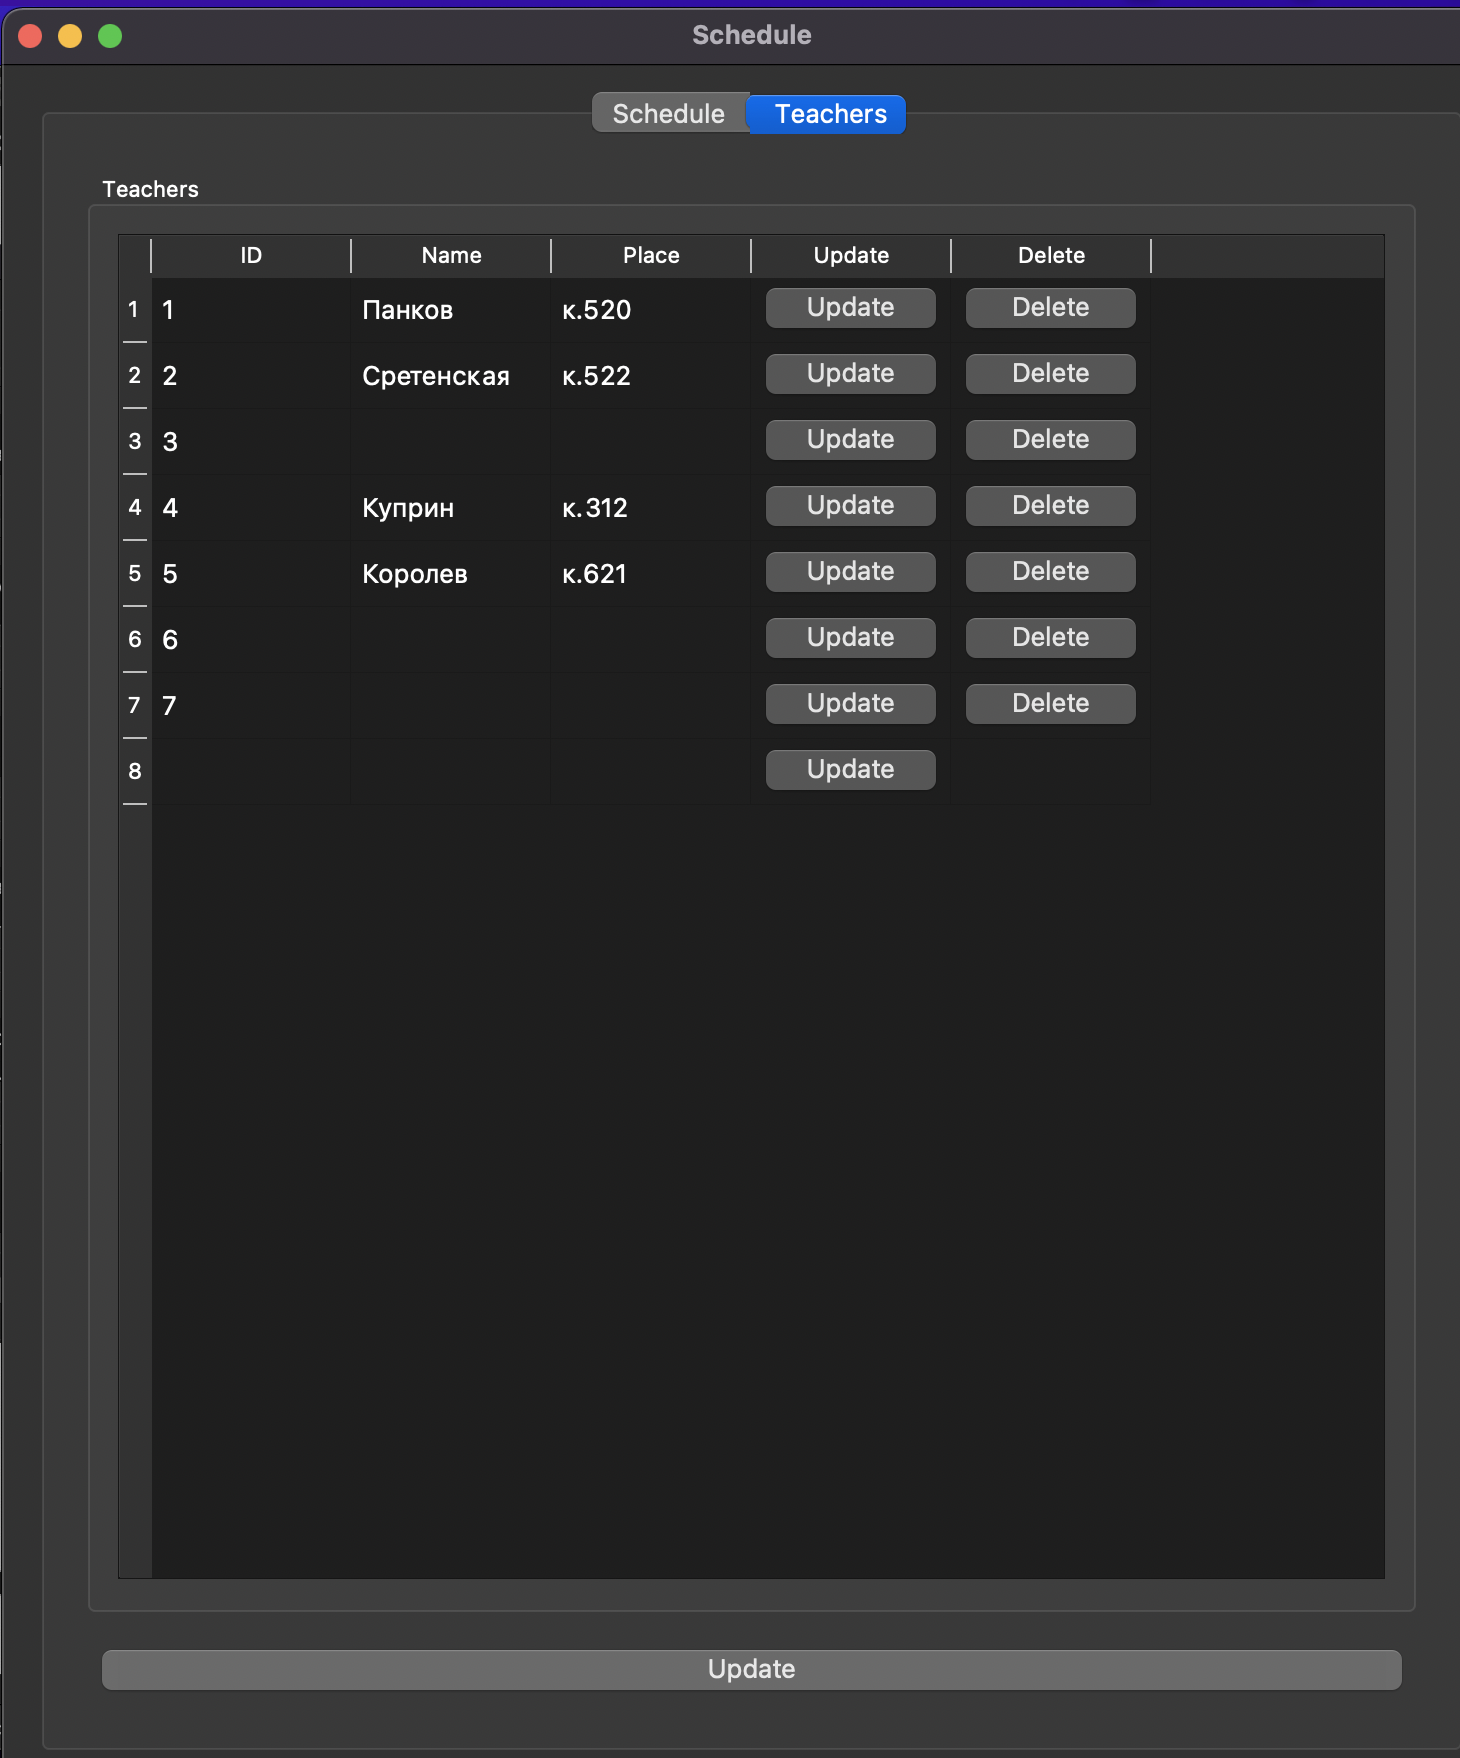 Schedule
Schedule Teachers
Teachers
ID Name Place Update Delete
1 1 Панков к.520 Update Delete
2 2 Сретенская к.522 Update Delete
3 3 Update Delete
4 4 Куприн к.312 Update Delete
5 5 Королев к.621 Update Delete
6 6 Update Delete
7 7 Update Delete
8 Update
Update